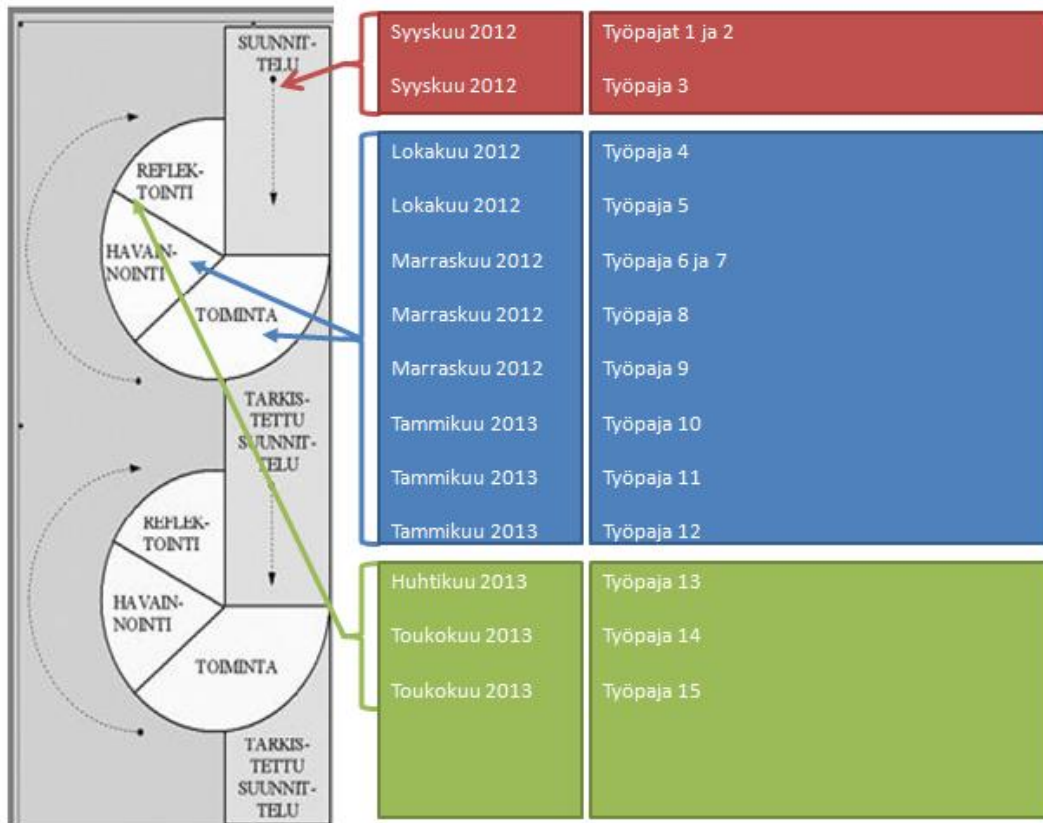 SUUNNIT-
TELU
REFLEK-
TOINTI
HAVAIN-
NOINTI
TOIMINTA
TARKIS-
TETTU
SUUNNIT-
TELU
REFLEK-
TOINTI
HAVAIN-
NOINTI
TOIMINTA
TARKIS-
TETTU
SUUNNIT-
TELU
Syyskuu 2012 Työpajat 1 ja 2
Syyskuu 2012 Työpaja 3
Lokakuu 2012 Työpaja 4
Lokakuu 2012 Työpaja 5
Marraskuu 2012 Työpaja 6 ja 7
Marraskuu 2012 Työpaja 8
Marraskuu 2012 Työpaja 9
Tammikuu 2013 Työpaja 10
Tammikuu 2013 Työpaja 11
Tammikuu 2013 Työpaja 12
Huhtikuu 2013 Työpaja 13
Toukokuu 2013 Työpaja 14
Toukokuu 2013 Työpaja 15